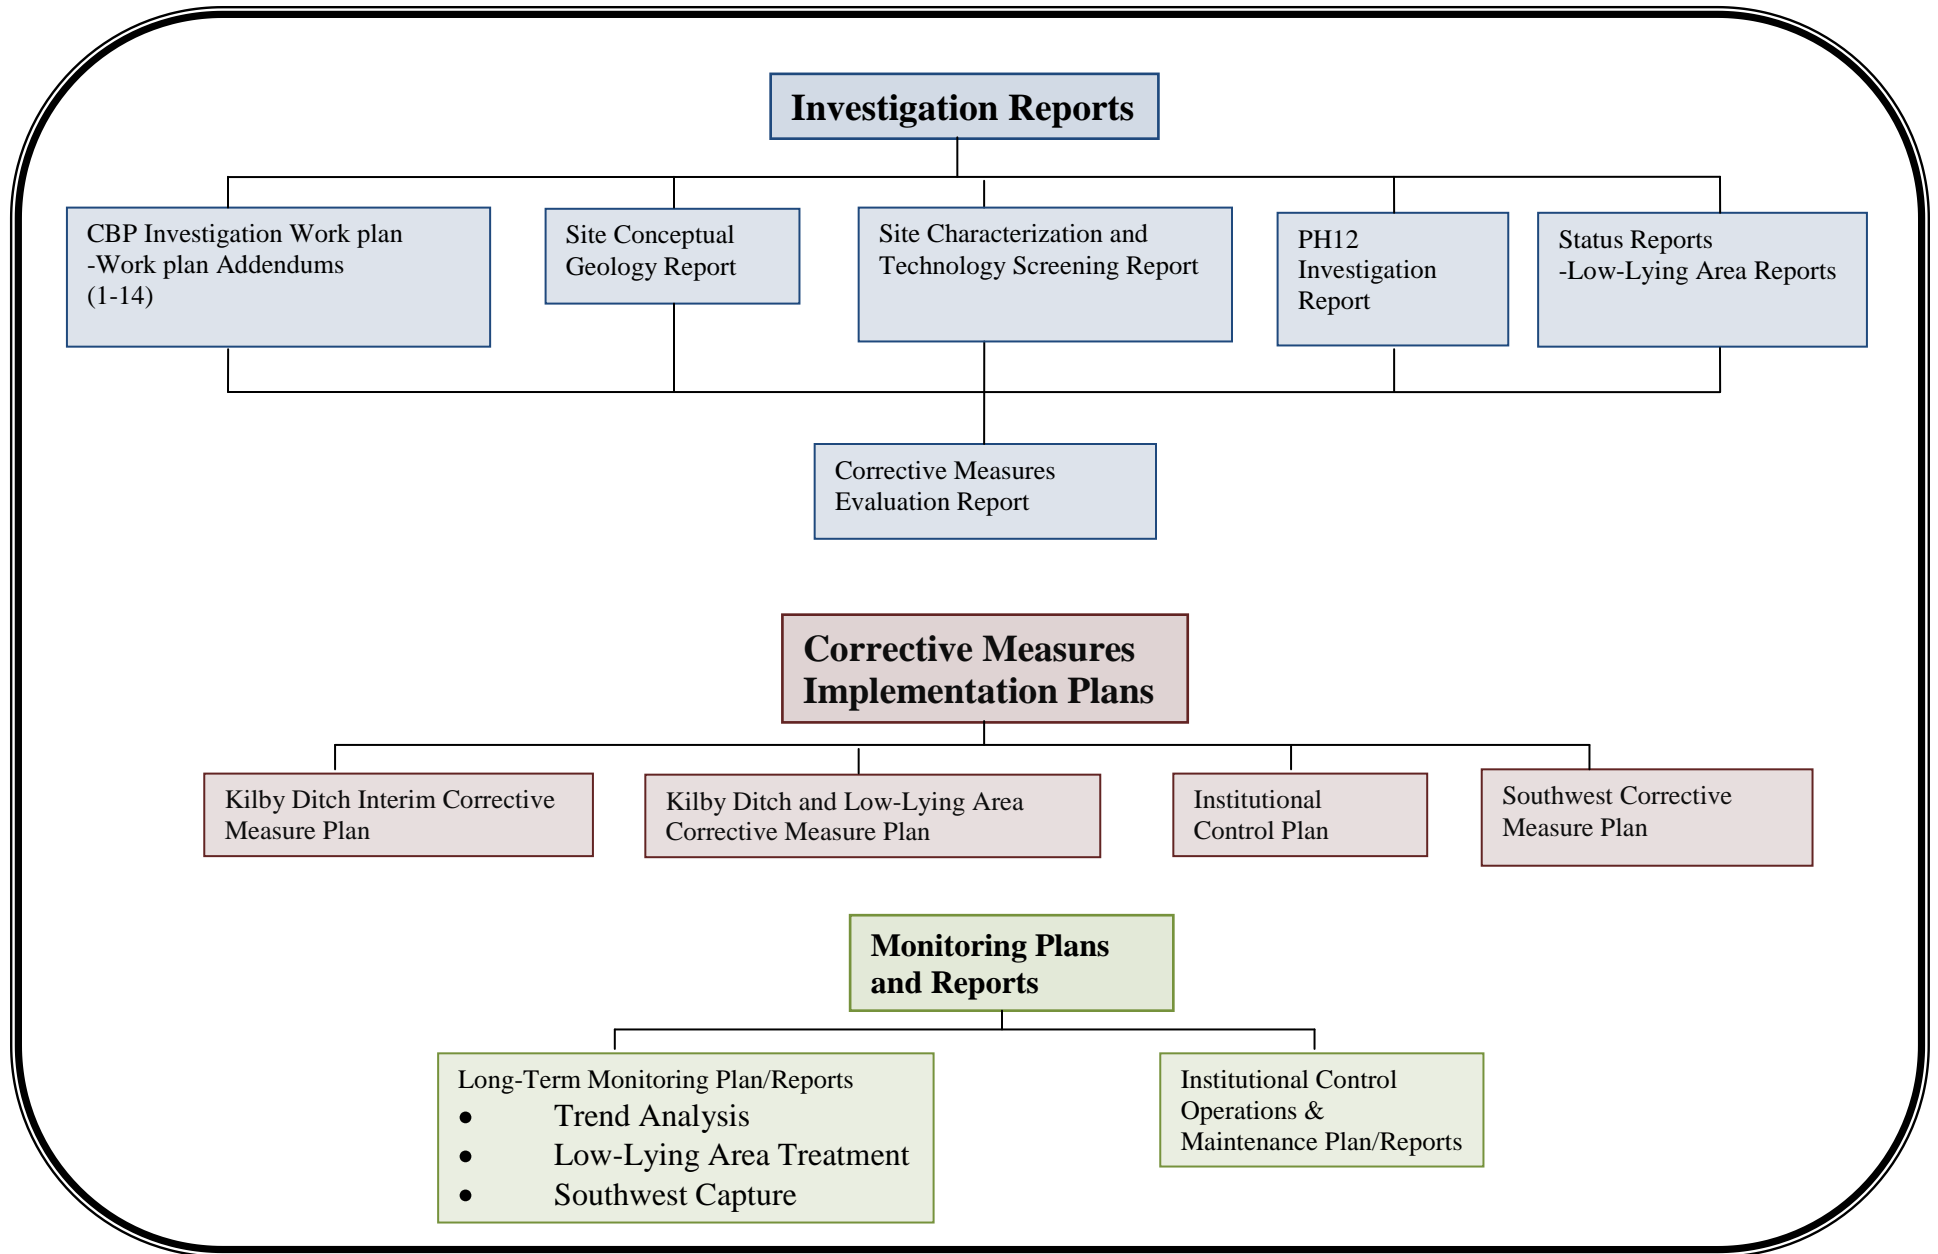 Investigation Reports
CBP Investigation Work plan
-Work plan Addendums
(1-14)
Site Conceptual
Geology Report
Site Characterization and
Technology Screening Report
PH12
Investigation
Report
Status Reports
-Low-Lying Area Reports
Corrective Measures
Evaluation Report
Corrective Measures
Implementation Plans
Kilby Ditch Interim Corrective
Measure Plan
Kilby Ditch and Low-Lying Area
Corrective Measure Plan
Institutional
Control Plan
Southwest Corrective
Measure Plan
Monitoring Plans
and Reports
Long-Term Monitoring Plan/Reports
• Trend Analysis
• Low-Lying Area Treatment
• Southwest Capture
Institutional Control
Operations &
Maintenance Plan/Reports